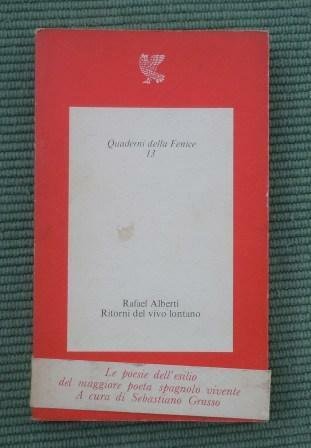 Quaderni della Fenice
13
Rafael Alberti
Ritorni del vivo lontano
Le poesie dell'esilio
del maggiore poeta spagnolo vivente
A cura di Sebastiano Grasso